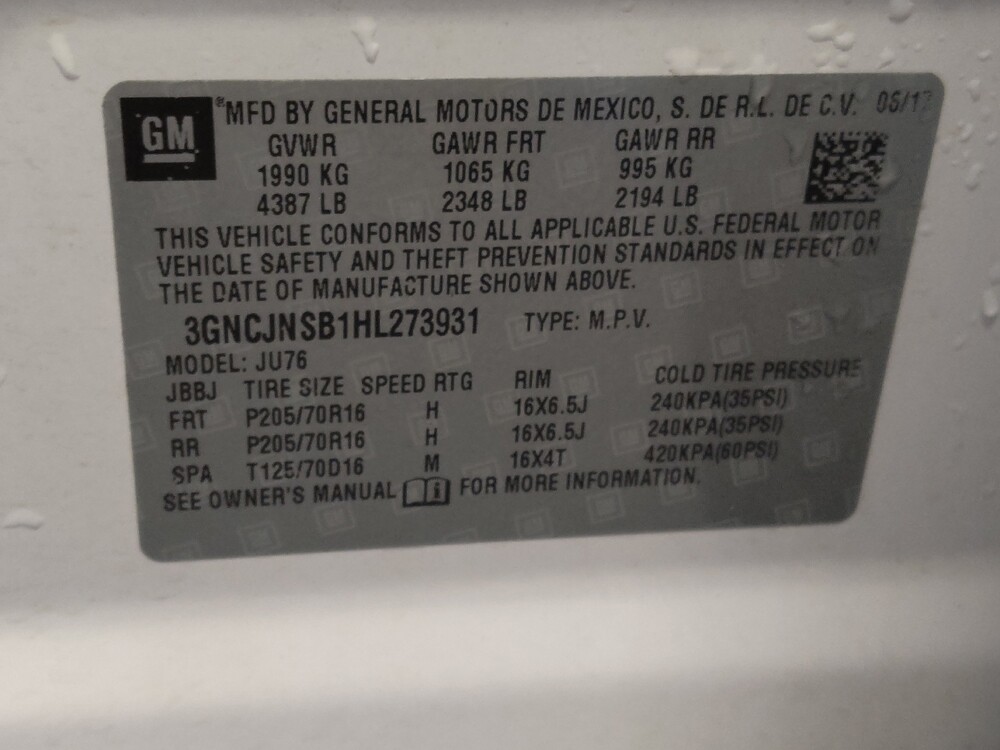 GM
® MFD BY GENERAL MOTORS DE MEXICO, S. DE R.L. DE C.V. 06/17
GVWR GAWR FRT GAWR RR
1990 KG 1065 KG 995 KG
4387 LB 2348 LB 2194 LB
THIS VEHICLE CONFORMS TO ALL APPLICABLE U.S. FEDERAL MOTOR
VEHICLE SAFETY AND THEFT PREVENTION STANDARDS IN EFFECT ON
THE DATE OF MANUFACTURE SHOWN ABOVE.
3GNCJNSB1HL273931 TYPE: M.P.V.
MODEL: JU76
JBBJ TIRE SIZE SPEED RTG RIM COLD TIRE PRESSURE
FRT P205/70R16 H 16X6.5J 240KPA(35PSI)
RR P205/70R16 H 16X6.5J 240KPA(35PSI)
SPA T125/70D16 M 16X4T 420KPA(60PSI)
SEE OWNER'S MANUAL i FOR MORE INFORMATION.